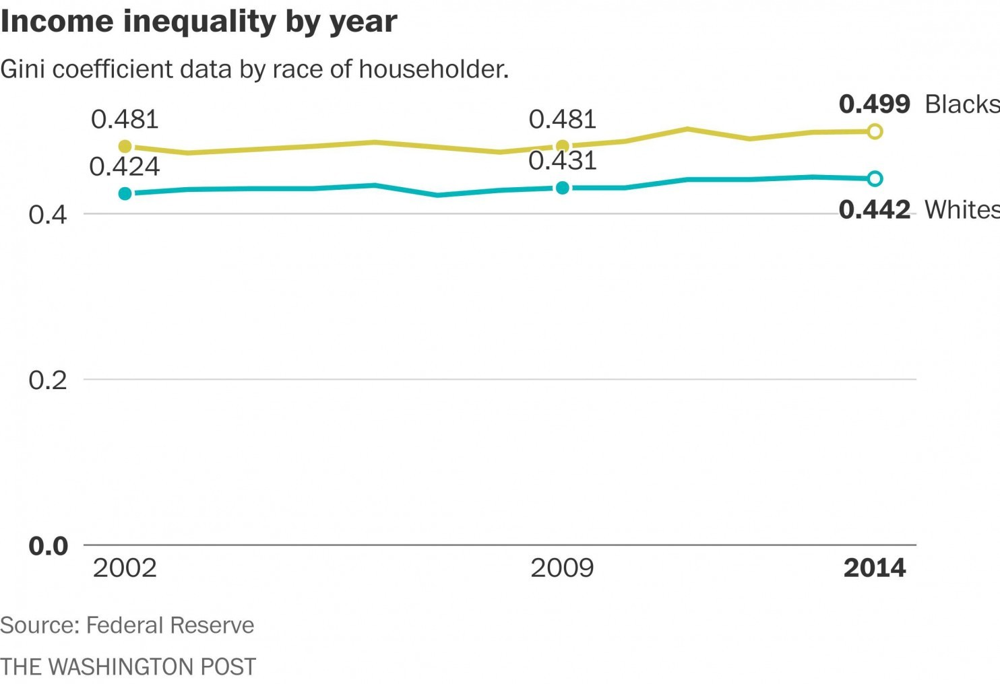 Income inequality by year
Gini coefficient data by race of householder.
0.499 Blacks
0.481
0.481
0.424
0.431
0.4
0.442 Whites
0.2
0.0
2002
2009
2014
Source: Federal Reserve
THE WASHINGTON POST